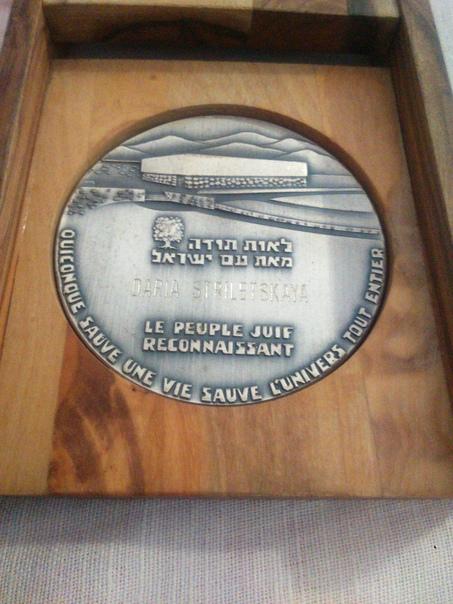 לאות תודה
מאת עם ישראל
DARIA STRILETSKAYA
LE PEUPLE JUIF
RECONNAISSANT
QUICONQUE SAUVE UNE VIE SAUVE L'UNIVERS TOUT ENTIER